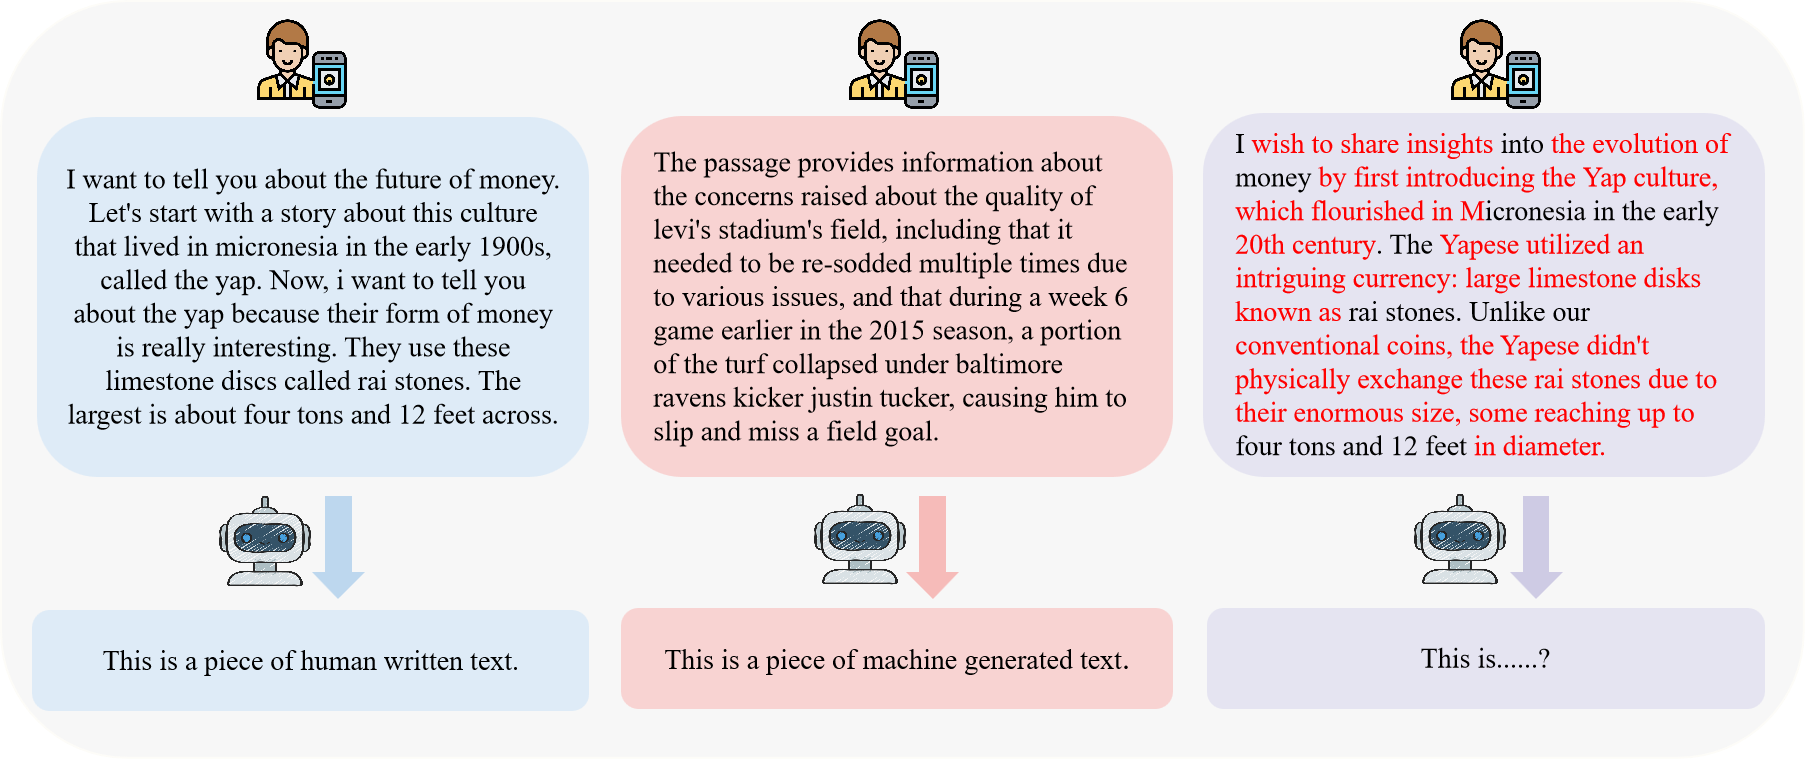 I want to tell you about the future of money.
Let's start with a story about this culture
that lived in micronesia in the early 1900s,
called the yap. Now, i want to tell you
about the yap because their form of money
is really interesting. They use these
limestone discs called rai stones. The
largest is about four tons and 12 feet across.
The passage provides information about
the concerns raised about the quality of
levi's stadium's field, including that it
needed to be re-sodded multiple times due
to various issues, and that during a week 6
game earlier in the 2015 season, a portion
of the turf collapsed under baltimore
ravens kicker justin tucker, causing him to
slip and miss a field goal.
I wish to share insights into the evolution of
money by first introducing the Yap culture,
which flourished in Micronesia in the early
20th century. The Yapese utilized an
intriguing currency: large limestone disks
known as rai stones. Unlike our
conventional coins, the Yapese didn't
physically exchange these rai stones due to
their enormous size, some reaching up to
four tons and 12 feet in diameter.
This is a piece of human written text.
This is a piece of machine generated text.
This is......?